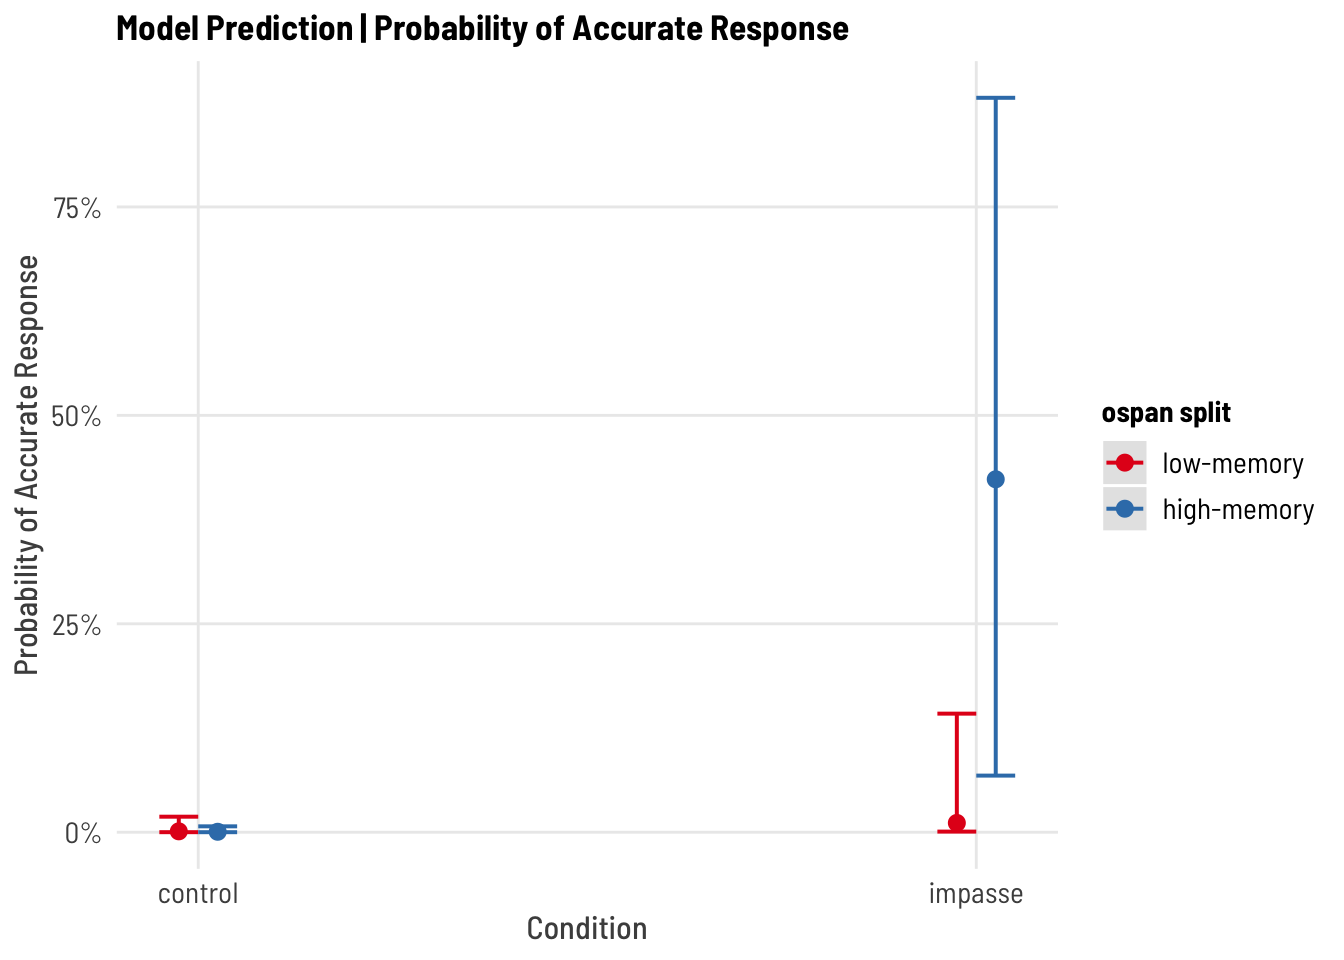 Model Prediction | Probability of Accurate Response
Probability of Accurate Response
75%
50%
25%
0%
control
impasse
Condition
ospan split
low-memory
high-memory